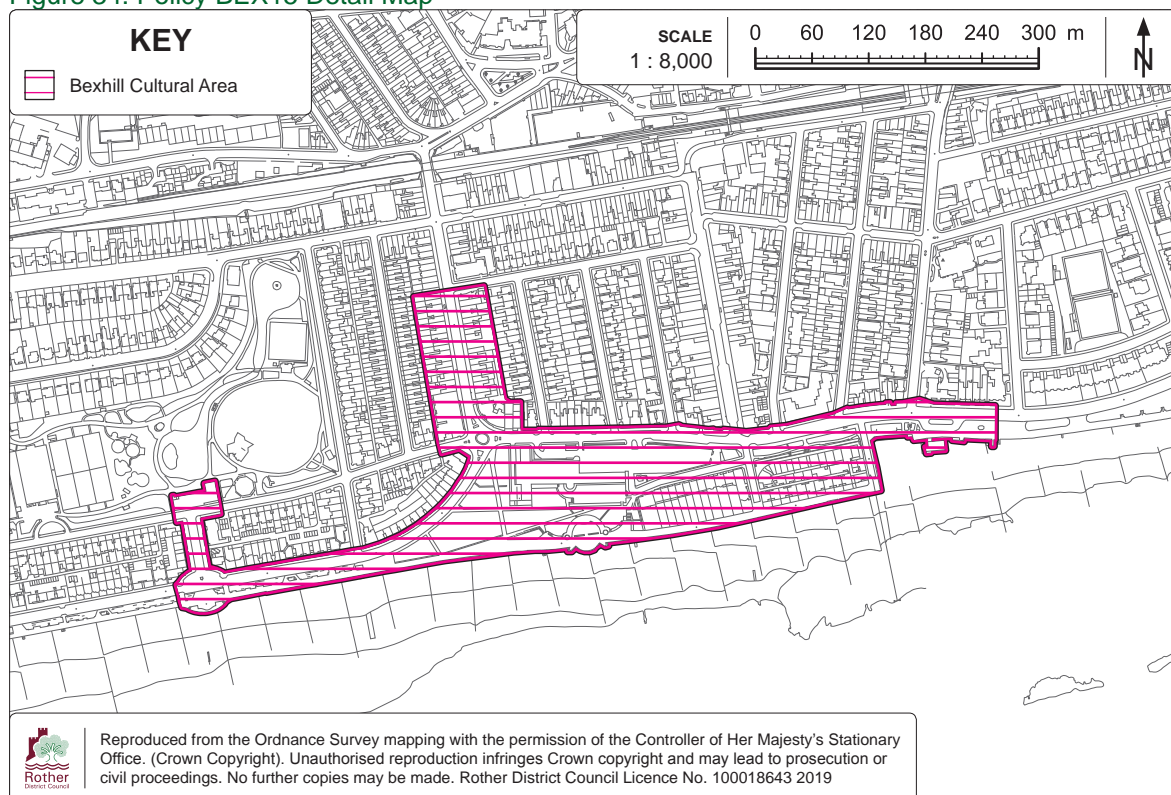 Figure 34: Policy BEX13 Detail Map
KEY
Bexhill Cultural Area
SCALE
1 : 8,000
0 60 120 180 240 300 m
N
Rother
District Council
Reproduced from the Ordnance Survey mapping with the permission of the Controller of Her Majesty's Stationary
Office. (Crown Copyright). Unauthorised reproduction infringes Crown copyright and may lead to prosecution or
civil proceedings. No further copies may be made. Rother District Council Licence No. 100018643 2019